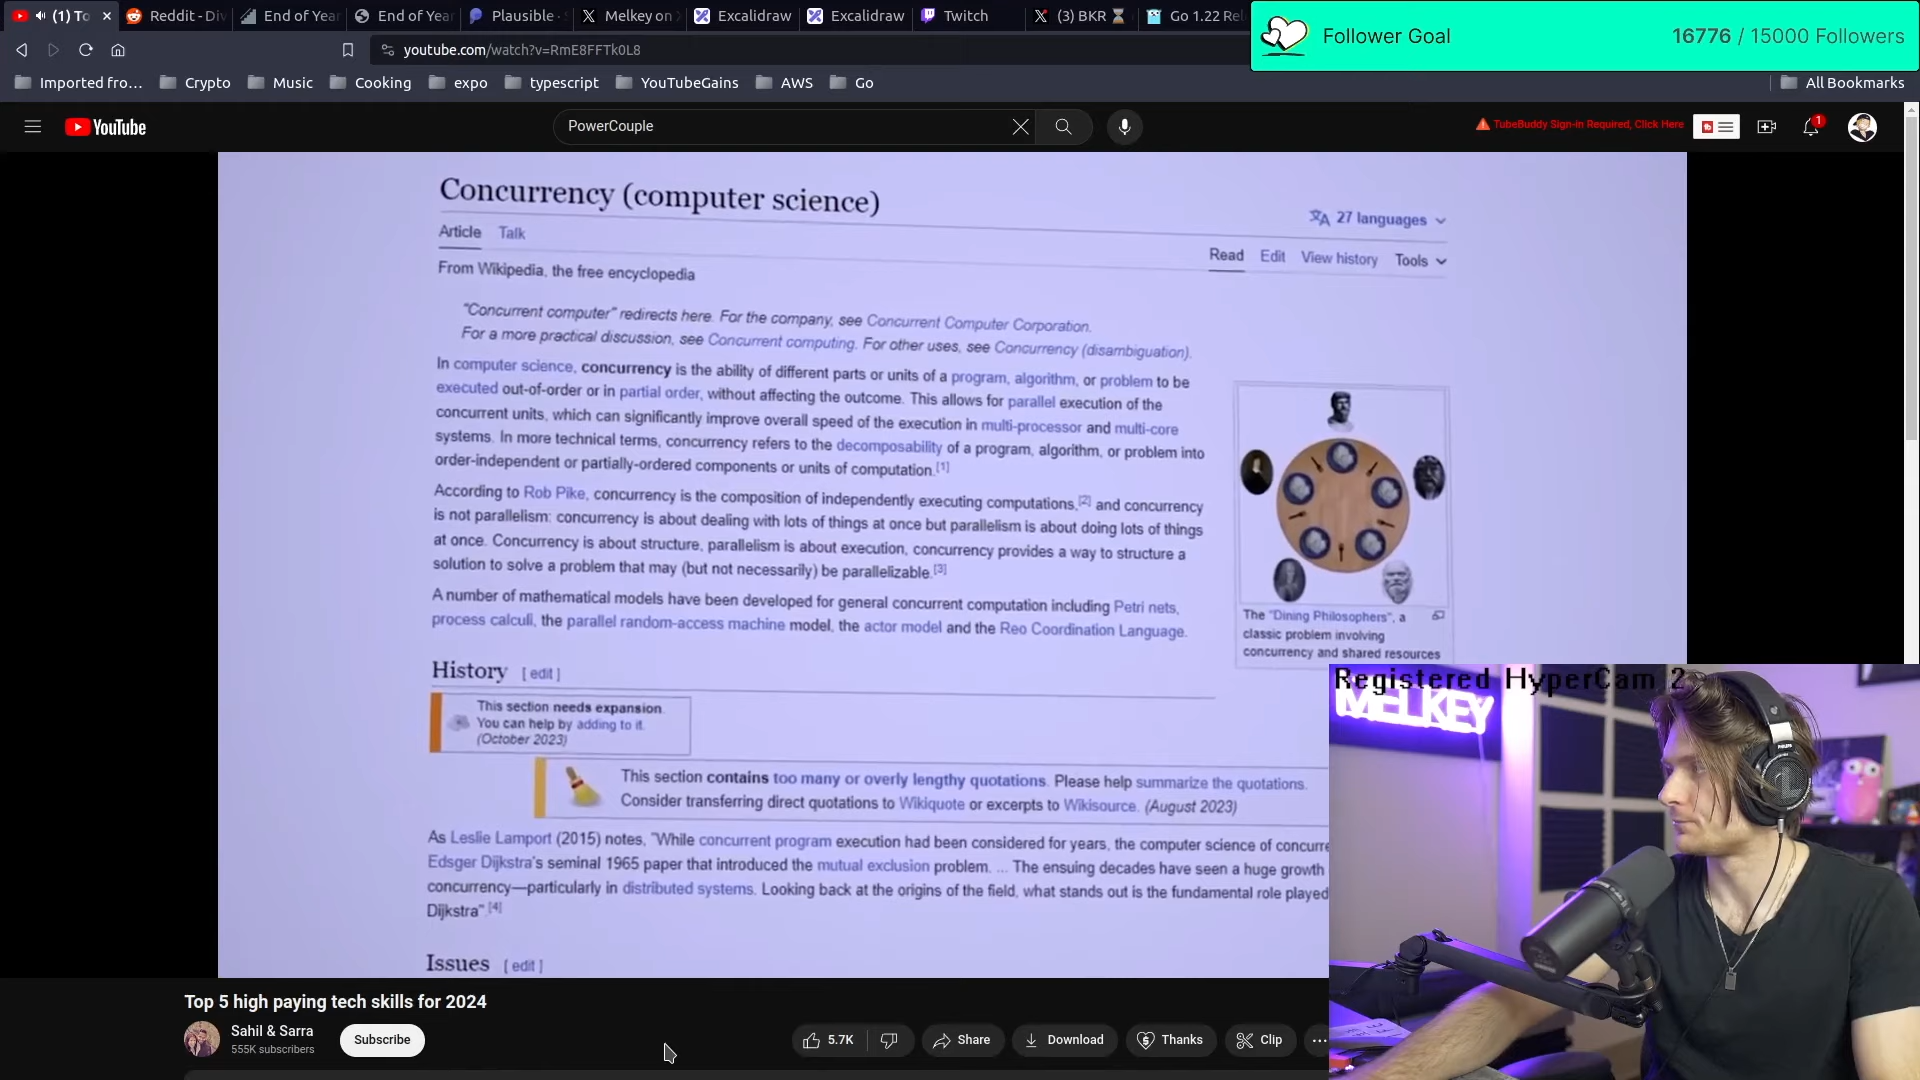 (1) To
Reddit - Div
End of Year
End of Year
Plausible ·
Melkey on
Excalidraw
Excalidraw
Twitch
(3) BKR
Go 1.22 Rel
Follower Goal
16776 / 15000 Followers
youtube.com/watch?v=RmE8FFTk0L8
Imported fro...
Crypto
Music
Cooking
expo
typescript
YouTubeGains
AWS
Go
All Bookmarks
YouTube
PowerCouple
TubeBuddy Sign-in Required, Click Here
1
Concurrency (computer science)
27 languages
Article Talk
Read Edit View history Tools
From Wikipedia, the free encyclopedia
"Concurrent computer" redirects here. For the company, see Concurrent Computer Corporation.
For a more practical discussion, see Concurrent computing. For other uses, see Concurrency (disambiguation).
In computer science, concurrency is the ability of different parts or units of a program, algorithm, or problem to be
executed out-of-order or in partial order, without affecting the outcome. This allows for parallel execution of the
concurrent units, which can significantly improve overall speed of the execution in multi-processor and multi-core
systems. In more technical terms, concurrency refers to the decomposability of a program, algorithm, or problem into
order-independent or partially-ordered components or units of computation.[1]
According to Rob Pike, concurrency is the composition of independently executing computations,[2] and concurrency
is not parallelism: concurrency is about dealing with lots of things at once but parallelism is about doing lots of things
at once. Concurrency is about structure, parallelism is about execution, concurrency provides a way to structure a
solution to solve a problem that may (but not necessarily) be parallelizable.[3]
A number of mathematical models have been developed for general concurrent computation including Petri nets,
process calculi, the parallel random-access machine model, the actor model and the Reo Coordination Language.
The "Dining Philosophers", a
classic problem involving
concurrency and shared resources
History [ edit ]
This section needs expansion.
You can help by adding to it.
(October 2023)
This section contains too many or overly lengthy quotations. Please help summarize the quotations.
Consider transferring direct quotations to Wikiquote or excerpts to Wikisource. (August 2023)
As Leslie Lamport (2015) notes, "While concurrent program execution had been considered for years, the computer science of concurre
Edsger Dijkstra's seminal 1965 paper that introduced the mutual exclusion problem. ... The ensuing decades have seen a huge growth
concurrency—particularly in distributed systems. Looking back at the origins of the field, what stands out is the fundamental role played
Dijkstra".[4]
Issues [ edit ]
Registered HyperCam 2
MELKEY
Top 5 high paying tech skills for 2024
Sahil & Sarra
555K subscribers
Subscribe
5.7K
Share
Download
Thanks
Clip